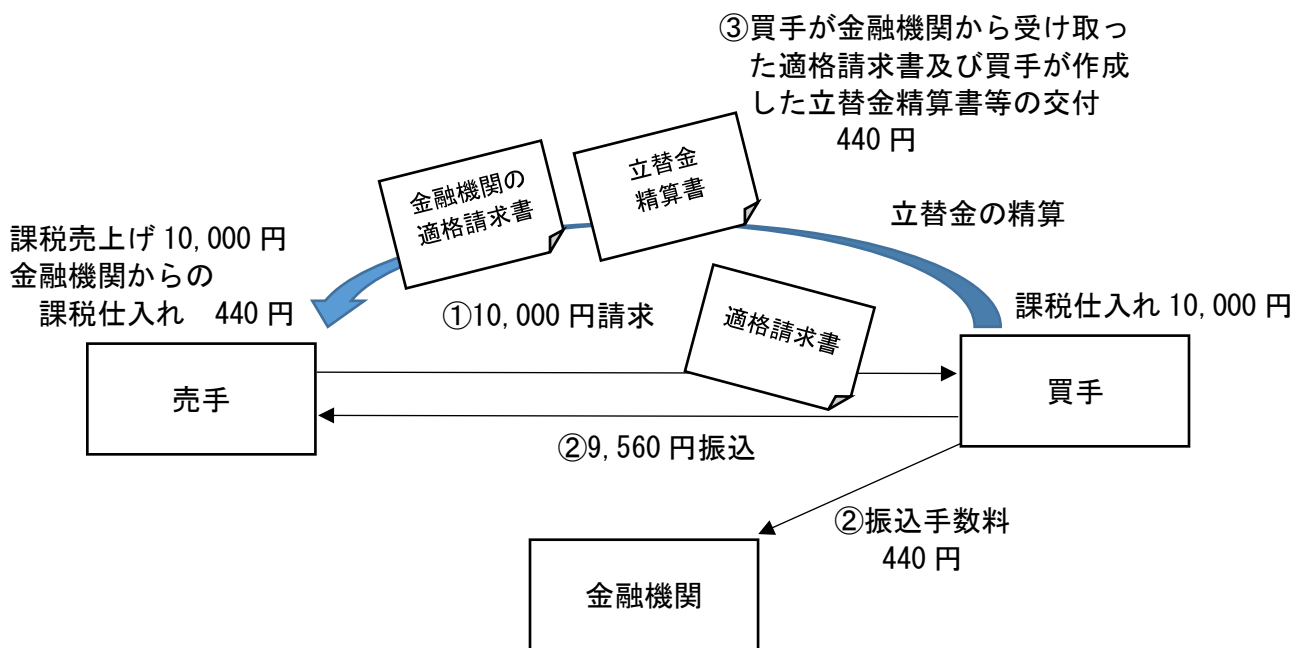 ③買手が金融機関から受け取っ
た適格請求書及び買手が作成
した立替金精算書等の交付
440 円
立替金
精算書
金融機関の
適格請求書
立替金の精算
課税売上げ 10,000 円
金融機関からの
課税仕入れ 440 円
①10,000 円請求
適格請求書
課税仕入れ 10,000 円
売手
買手
②9,560 円振込
②振込手数料
440 円
金融機関